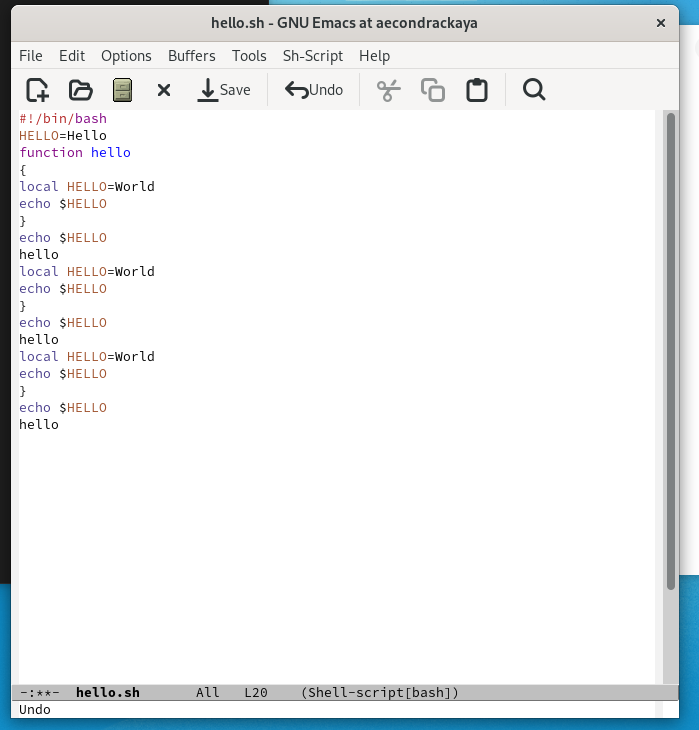 hello.sh - GNU Emacs at aecondrackaya
File Edit Options Buffers Tools Sh-Script Help
Save Undo
#!/bin/bash
HELLO=Hello
function hello
{
local HELLO=World
echo $HELLO
}
echo $HELLO
hello
local HELLO=World
echo $HELLO
}
echo $HELLO
hello
local HELLO=World
echo $HELLO
}
echo $HELLO
hello
-:**- hello.sh All L20 (Shell-script[bash])
Undo